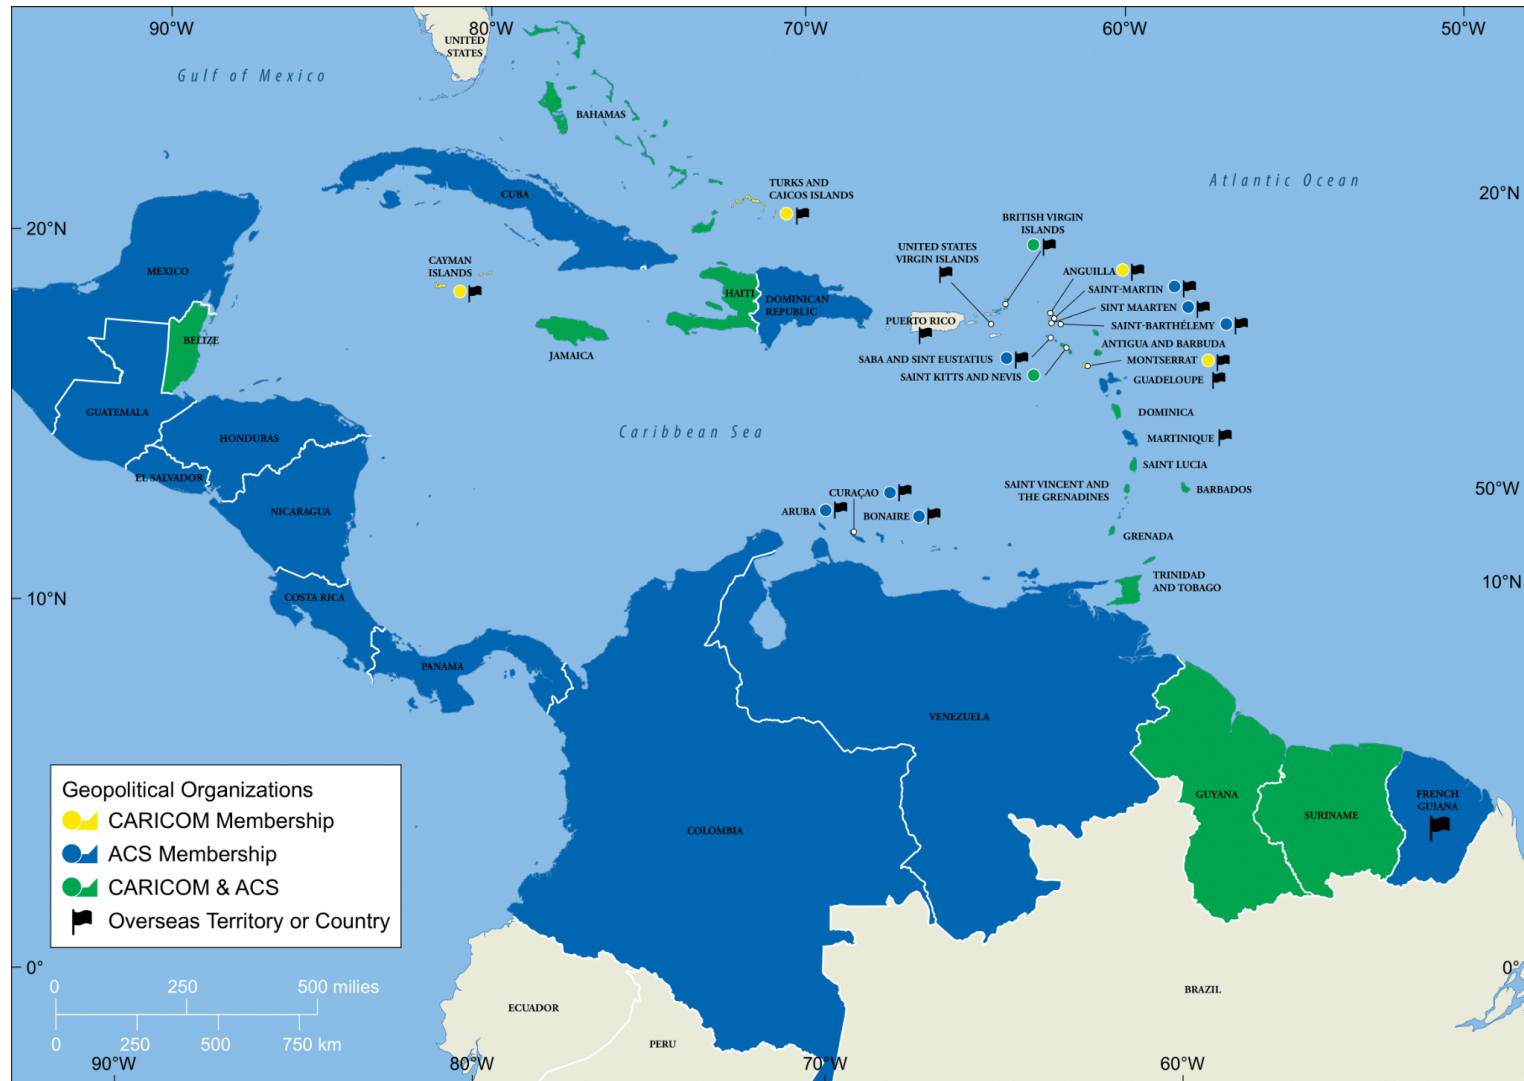 90°W
80°W
70°W
60°W
50°W
UNITED
STATES
Gulf of Mexico
BAHAMAS
Atlantic Ocean
20°N
TURKS AND
CAICOS ISLANDS
CUBA
20°N
BRITISH VIRGIN
ISLANDS
UNITED STATES
VIRGIN ISLANDS
CAYMAN
ISLANDS
MEXICO
ANGUILLA
SAINT-MARTIN
HAITI
DOMINICAN
REPUBLIC
SINT MAARTEN
PUERTO RICO
SAINT-BARTHÉLEMY
BELIZE
JAMAICA
ANTIGUA AND BARBUDA
SABA AND SINT EUSTATIUS
MONTSERRAT
SAINT KITTS AND NEVIS
GUADELOUPE
GUATEMALA
DOMINICA
HONDURAS
Caribbean Sea
MARTINIQUE
SAINT LUCIA
EL SALVADOR
SAINT VINCENT AND
THE GRENADINES
BARBADOS
50°W
CURAÇAO
NICARAGUA
ARUBA
BONAIRE
GRENADA
TRINIDAD
AND TOBAGO
10°N
COSTA RICA
10°N
PANAMA
VENEZUELA
GUYANA
FRENCH
GUIANA
SURINAME
COLOMBIA
Geopolitical Organizations
CARICOM Membership
ACS Membership
CARICOM & ACS
Overseas Territory or Country
0°
0°
0 250 500 milies
0 250 500 750 km
ECUADOR
PERU
BRAZIL
90°W
80°W
70°W
60°W